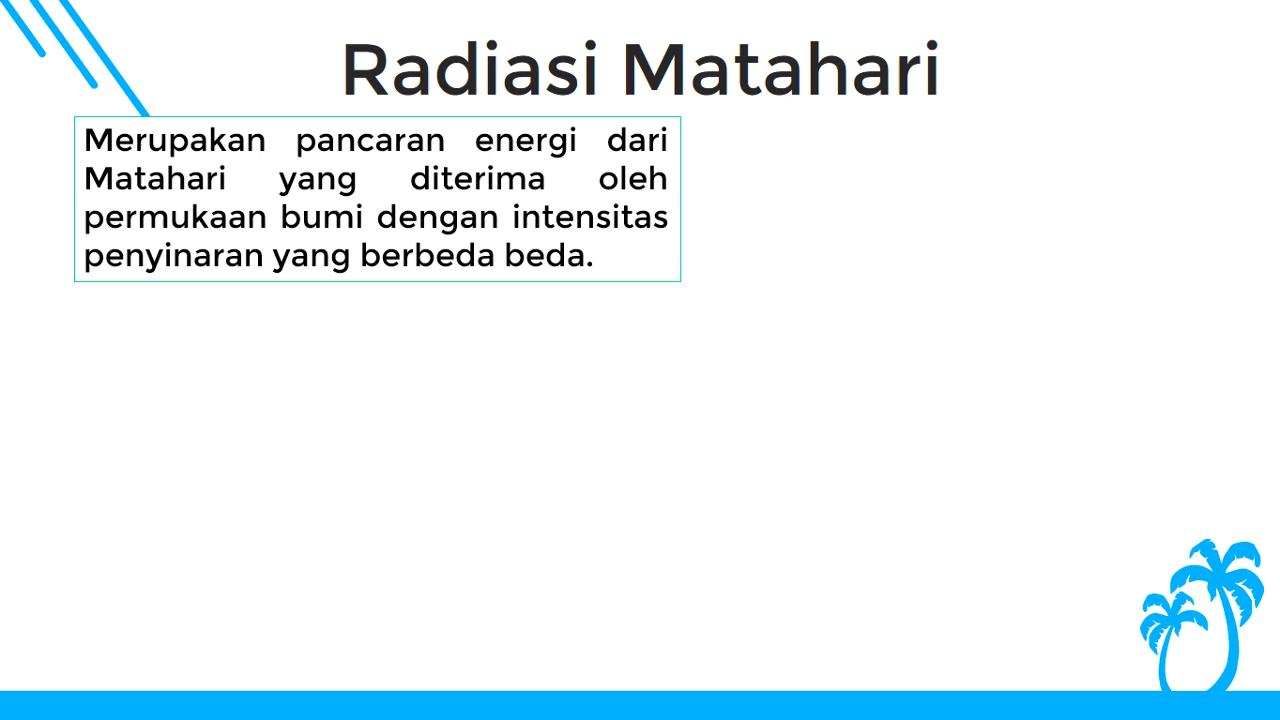 Radiasi Matahari
Merupakan pancaran energi dari
Matahari yang diterima oleh
permukaan bumi dengan intensitas
penyinaran yang berbeda beda.